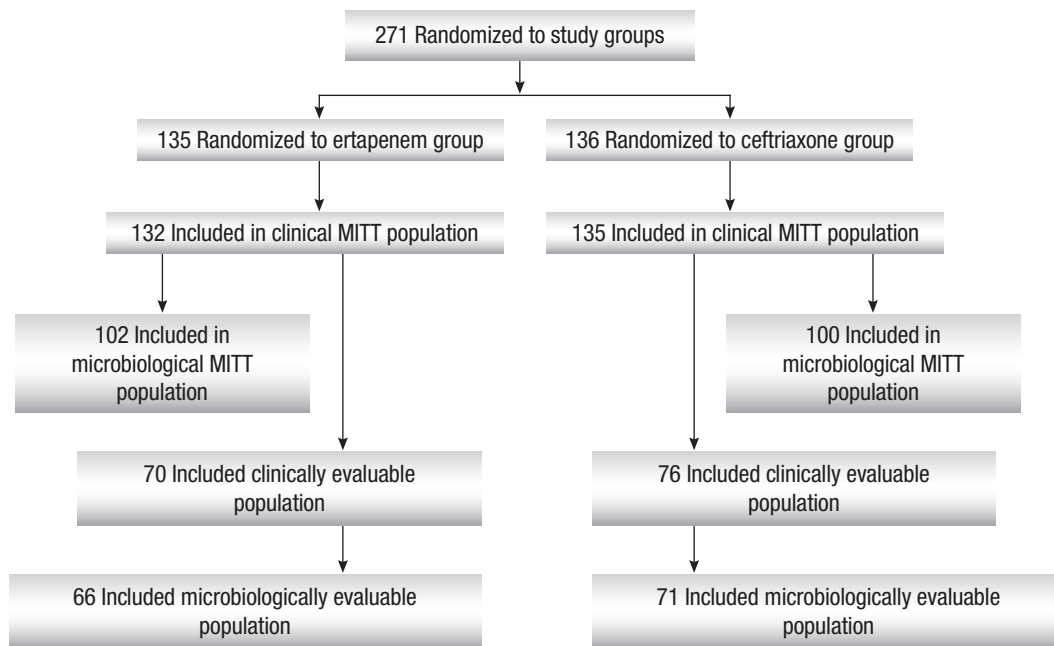 271 Randomized to study groups
135 Randomized to ertapenem group
136 Randomized to ceftriaxone group
132 Included in clinical MITT population
135 Included in clinical MITT population
102 Included in
microbiological MITT
population
100 Included in
microbiological MITT
population
70 Included clinically evaluable
population
76 Included clinically evaluable
population
66 Included microbiologically evaluable
population
71 Included microbiologically evaluable
population